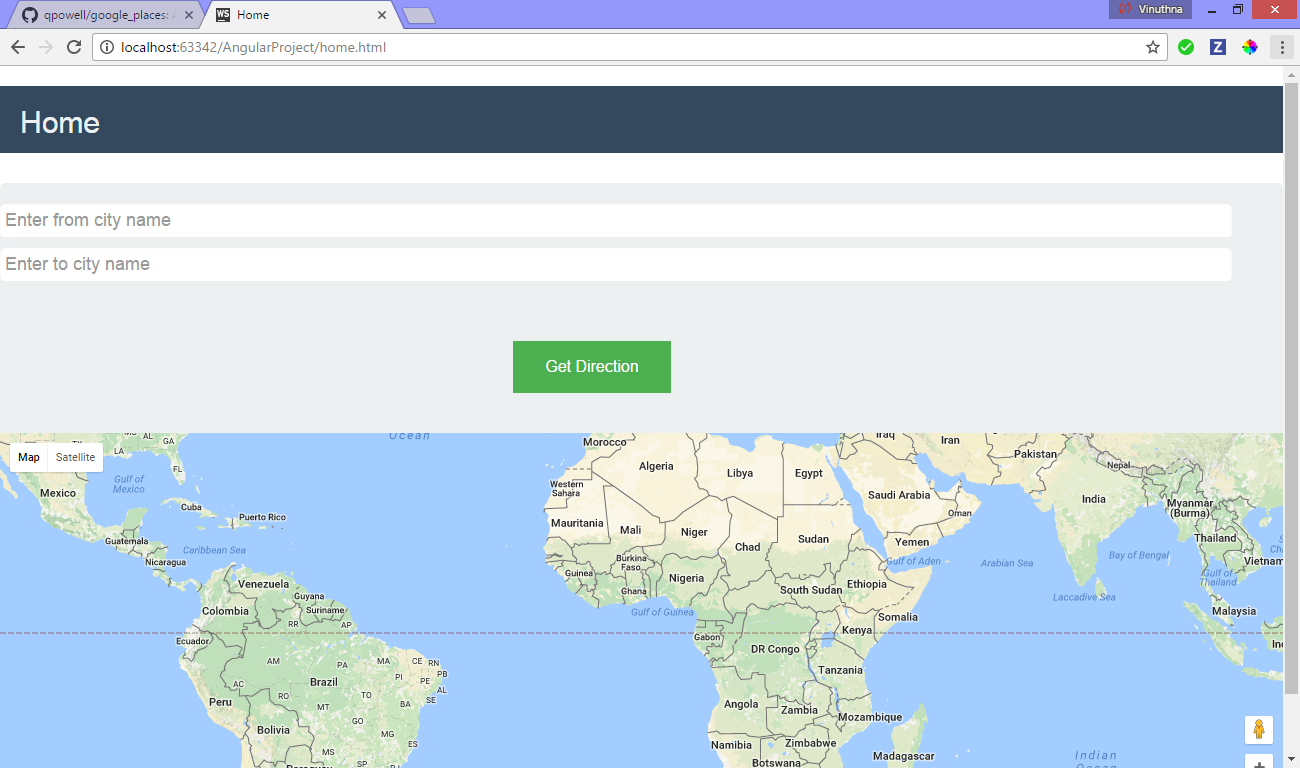 qpowell/google_places: A
WS Home
Vinuthna
localhost:63342/AngularProject/home.html
Z
Home
Enter from city name
Enter to city name
Get Direction
Map Satellite
Ocean
AL GA
LA
FL
Gulf of Mexico
Mexico
Cuba
Puerto Rico
Guatemala
Caribbean Sea
Nicaragua
Venezuela
Guyana
Colombia
Suriname
RR AP
Ecuador
AM PA MA CE RN
PB
PI PE
AC
AL
RO TO SE
Brazil
Peru
MT BA
GO
Bolivia
MG
MS ES
SP
Paraguay
PR
Morocco
Algeria
Libya
Egypt
Western Sahara
Mauritania
Mali
Niger
Chad
Sudan
Burkina Faso
Guinea
Ghana
Nigeria
South Sudan
Ethiopia
Gulf of Guinea
Somalia
Gabon
Kenya
DR Congo
Tanzania
Angola
Zambia
Mozambique
Namibia
Zimbabwe
Botswana
Madagascar
Iraq
Iran
Pakistan
Nepal
Saudi Arabia
India
Oman
Yemen
Gulf of Aden
Arabian Sea
Bay of Bengal
Laccadive Sea
Myanmar (Burma)
Thailand
Vietnam
Gulf of Thailand
Malaysia
Indian Ocean